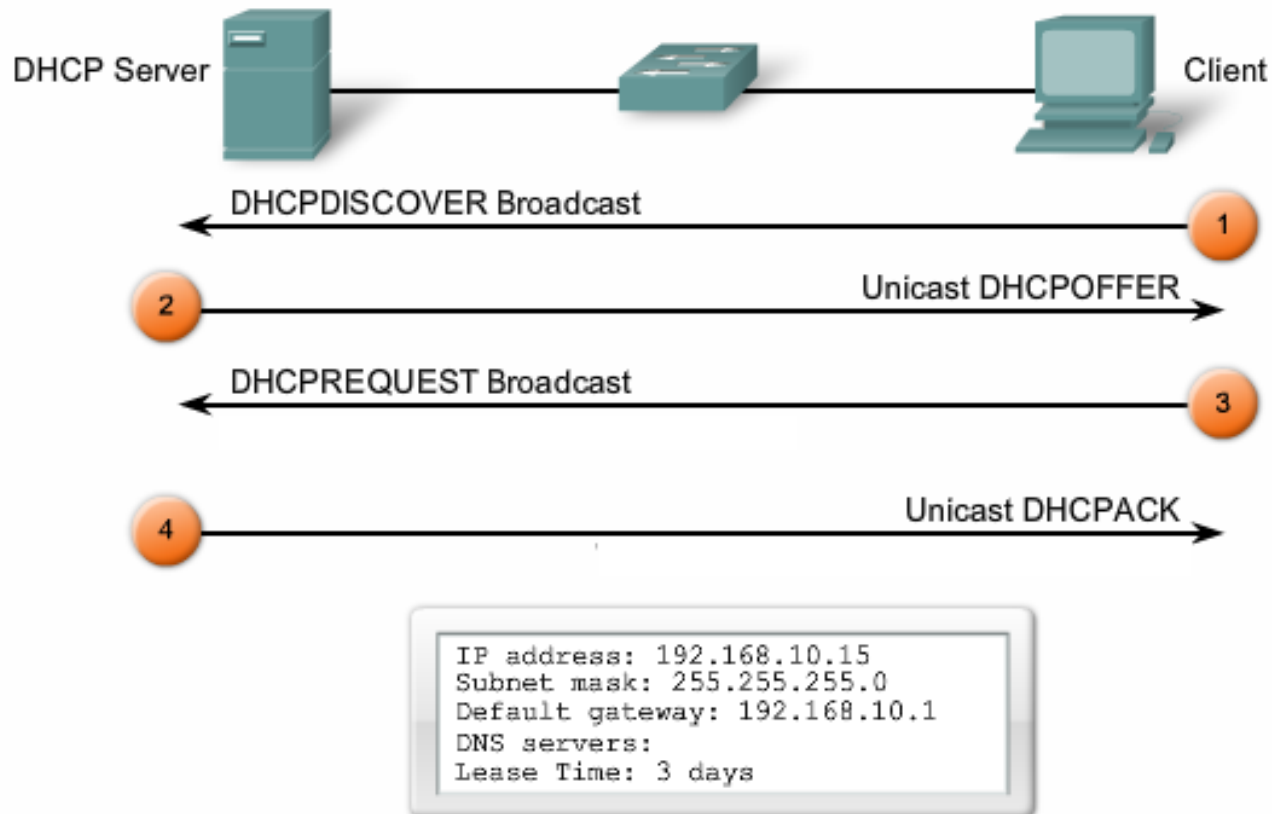 DHCP Server
Client
DHCPDISCOVER Broadcast
1
2
Unicast DHCPOFFER
DHCPREQUEST Broadcast
3
4
Unicast DHCPACK
IP address: 192.168.10.15
Subnet mask: 255.255.255.0
Default gateway: 192.168.10.1
DNS servers:
Lease Time: 3 days